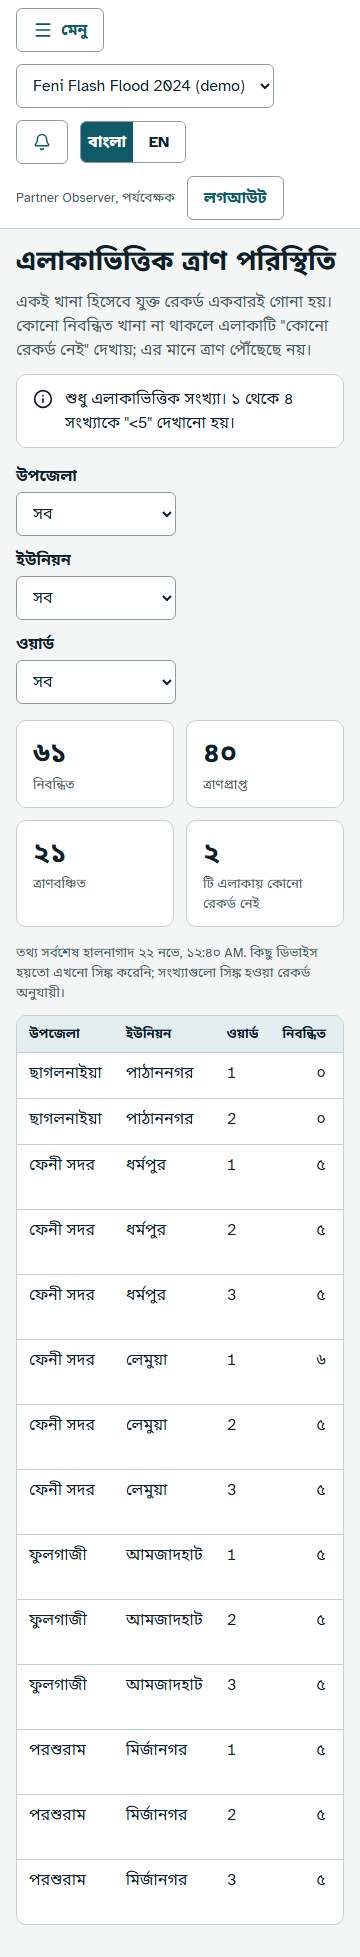 মেনু
Feni Flash Flood 2024 (demo)
বাংলা EN
Partner Observer, পর্যবেক্ষক লগআউট
এলাকাভিত্তিক ত্রাণ পরিস্থিতি
একই খানা হিসেবে যুক্ত রেকর্ড একবারই গোনা হয়।
কোনো নিবন্ধিত খানা না থাকলে এলাকাটি "কোনো
রেকর্ড নেই" দেখায়; এর মানে ত্রাণ পৌঁছেছে নয়।
শুধু এলাকাভিত্তিক সংখ্যা। ১ থেকে ৪
সংখ্যাকে "<5" দেখানো হয়।
উপজেলা
সব
ইউনিয়ন
সব
ওয়ার্ড
সব
৬১ ৪০
নিবন্ধিত ত্রাণপ্রাপ্ত
২১ ২
ত্রাণবঞ্চিত টি এলাকায় কোনো
রেকর্ড নেই
তথ্য সর্বশেষ হালনাগাদ ২২ নভে, ১২:৪০ AM. কিছু ডিভাইস
হয়তো এখনো সিঙ্ক করেনি; সংখ্যাগুলো সিঙ্ক হওয়া রেকর্ড
অনুযায়ী।
উপজেলা ইউনিয়ন ওয়ার্ড নিবন্ধিত
ছাগলনাইয়া পাঠাননগর 1 ০
ছাগলনাইয়া পাঠাননগর 2 ০
ফেনী সদর ধর্মপুর 1 ৫
ফেনী সদর ধর্মপুর 2 ৫
ফেনী সদর ধর্মপুর 3 ৫
ফেনী সদর লেমুয়া 1 ৬
ফেনী সদর লেমুয়া 2 ৫
ফেনী সদর লেমুয়া 3 ৫
ফুলগাজী আমজাদহাট 1 ৫
ফুলগাজী আমজাদহাট 2 ৫
ফুলগাজী আমজাদহাট 3 ৫
পরশুরাম মির্জানগর 1 ৫
পরশুরাম মির্জানগর 2 ৫
পরশুরাম মির্জানগর 3 ৫